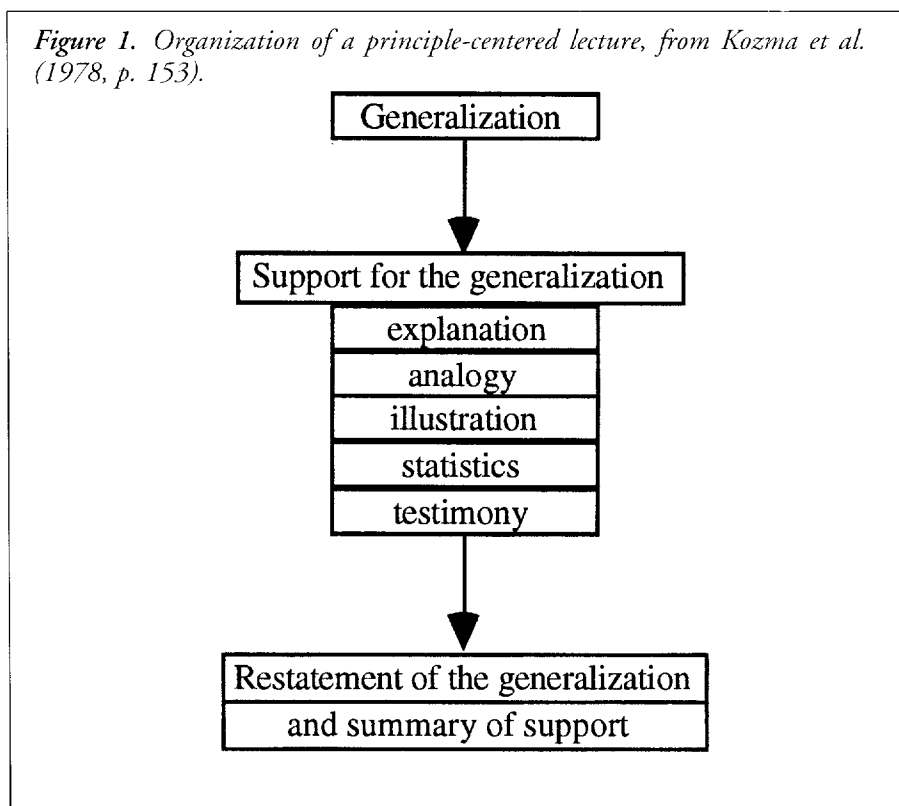 Figure 1. Organization of a principle-centered lecture, from Kozma et al.
(1978, p. 153).
Generalization
Support for the generalization
explanation
analogy
illustration
statistics
testimony
Restatement of the generalization
and summary of support